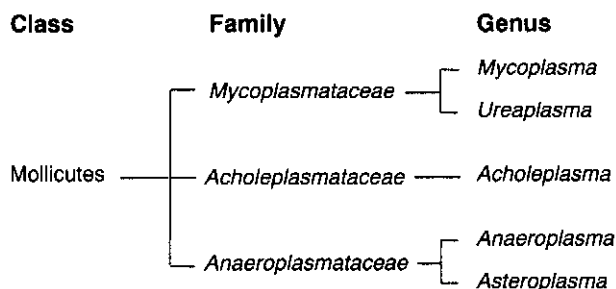 Class Family Genus
Mycoplasma
Mycoplasmataceae
Ureaplasma
Mollicutes Acholeplasmataceae Acholeplasma
Anaeroplasma
Anaeroplasmataceae
Asteroplasma